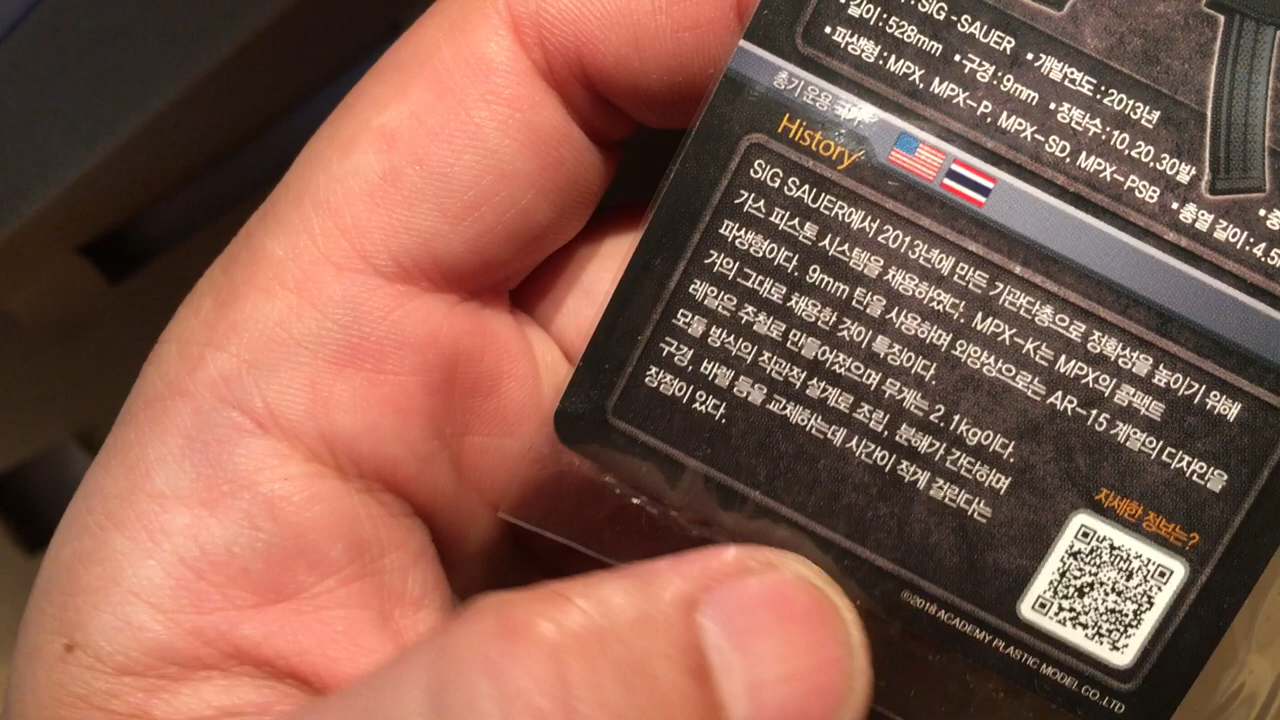 : SIG-SAUER ▪개발연도 : 2013년
▪길이 : 528mm ▪구경 : 9mm ▪장탄수 : 10,20,30발
▪파생형 : MPX, MPX-P, MPX-SD, MPX-PSB ▪총열 길이 : 4.5
총기 운용 국가
History
SIG SAUER에서 2013년에 만든 기관단총으로 정확성을 높이기 위해
가스 피스톤 시스템을 채용하였다. MPX-K는 MPX의 콤팩트
파생형이다. 9mm 탄을 사용하며 외양상으로는 AR-15 계열의 디자인을
거의 그대로 채용한 것이 특징이다.
레일은 주철로 만들어졌으며 무게는 2.1kg이다.
모듈 방식의 직관적 설계로 조립, 분해가 간단하며
구경, 바렐 등을 교체하는데 시간이 적게 걸린다는
장점이 있다.
자세한 정보는?
©2018 ACADEMY PLASTIC MODEL CO.,LTD